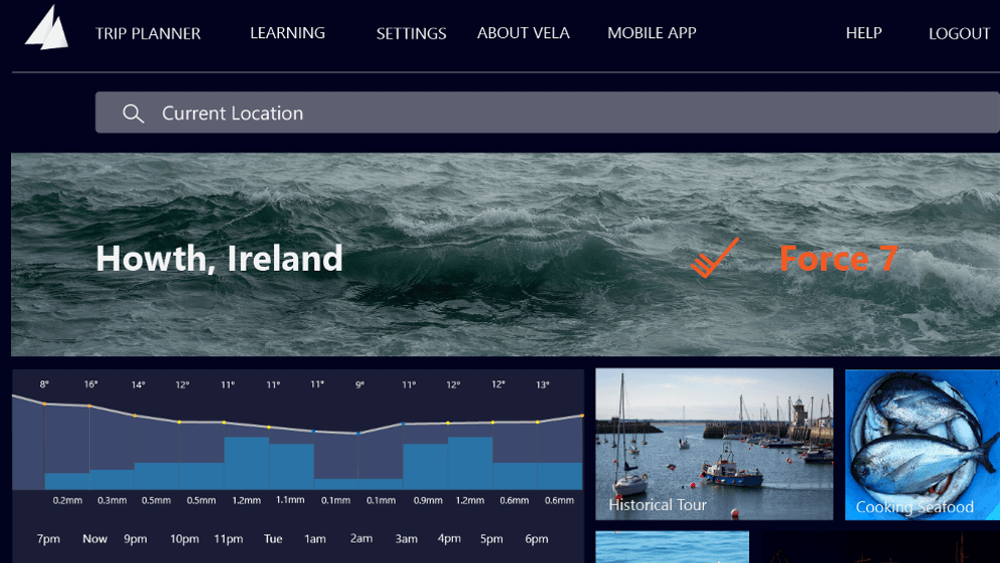 TRIP PLANNER LEARNING SETTINGS ABOUT VELA MOBILE APP HELP LOGOUT
Current Location
Howth, Ireland Force 7
8° 16° 14° 12° 11° 11° 11° 9° 11° 12° 12° 13°
0.2mm 0.3mm 0.5mm 0.5mm 1.2mm 1.1mm 0.1mm 0.1mm 0.9mm 1.2mm 0.6mm 0.6mm
7pm Now 9pm 10pm 11pm Tue 1am 2am 3am 4pm 5pm 6pm
Historical Tour
Cooking Seafood